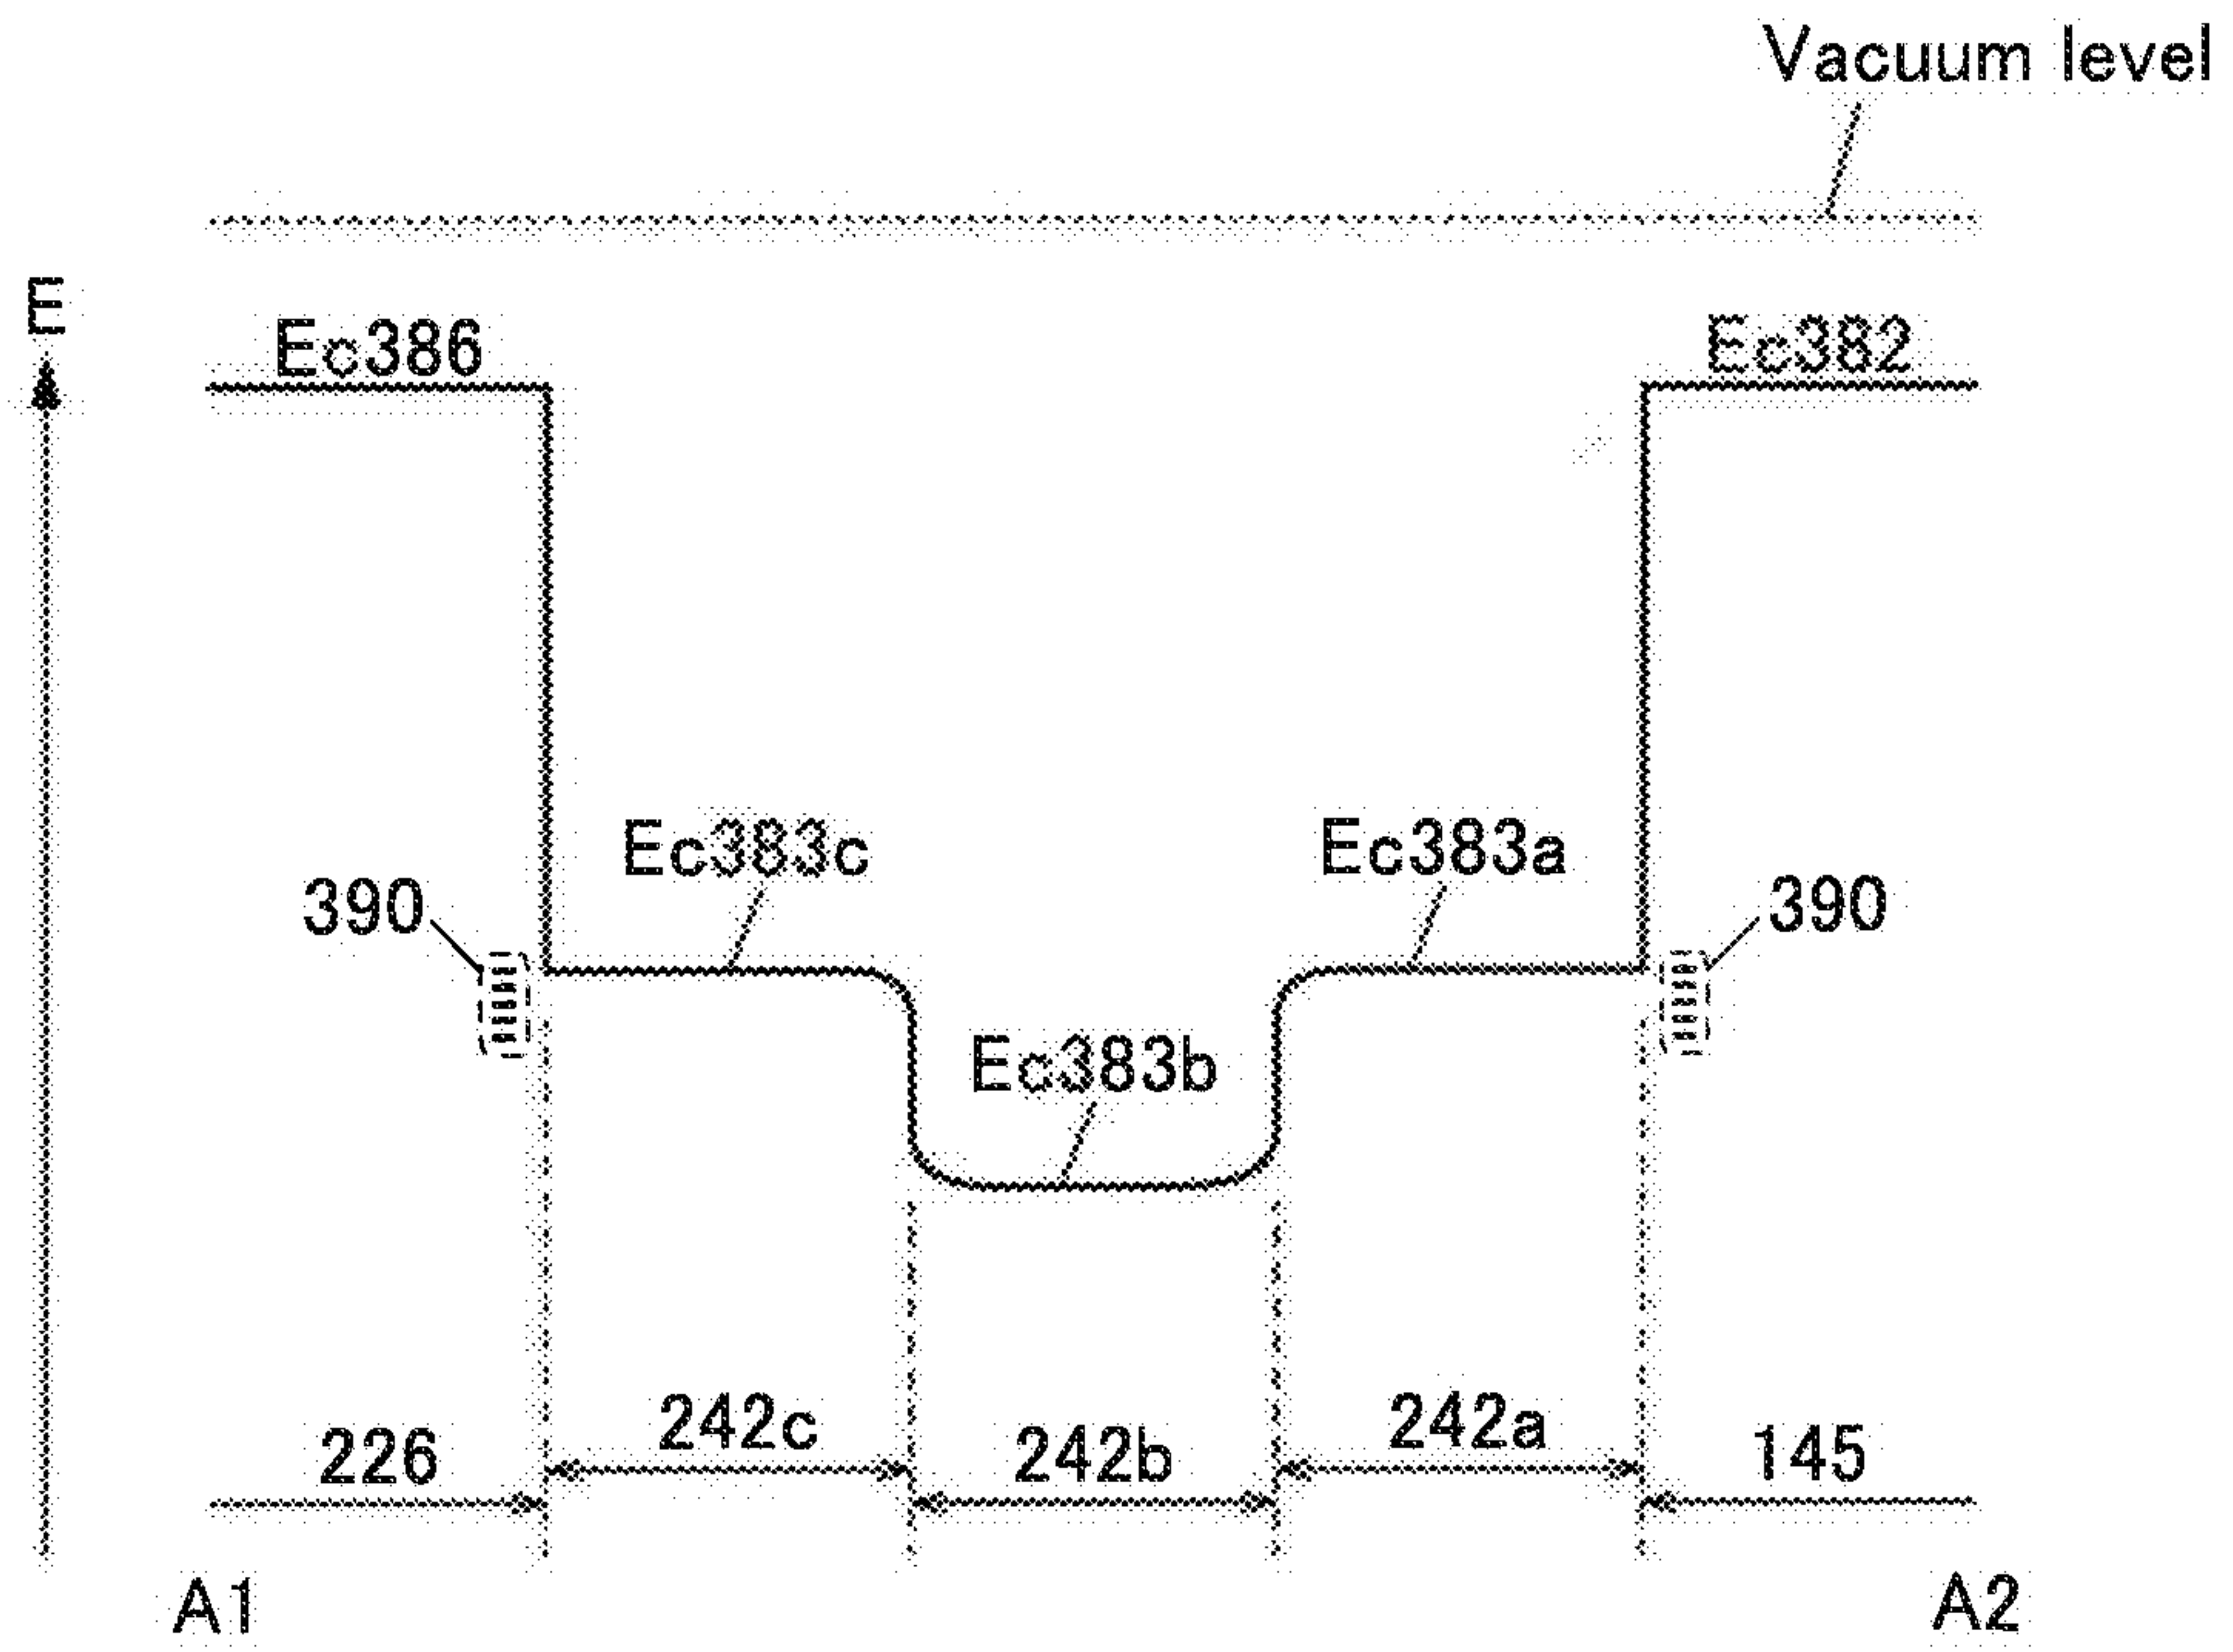 Vacuum level
E
Ec386
Ec382
Ec383c
Ec383a
390
390
Ec383b
242c
242a
226
242b
145
A1
A2